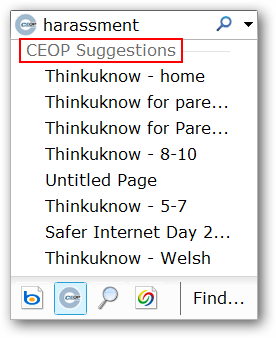 harassment
CEOP Suggestions
Thinkuknow - home
Thinkuknow for pare...
Thinkuknow for Pare...
Thinkuknow - 8-10
Untitled Page
Thinkuknow - 5-7
Safer Internet Day 2...
Thinkuknow - Welsh
Find...